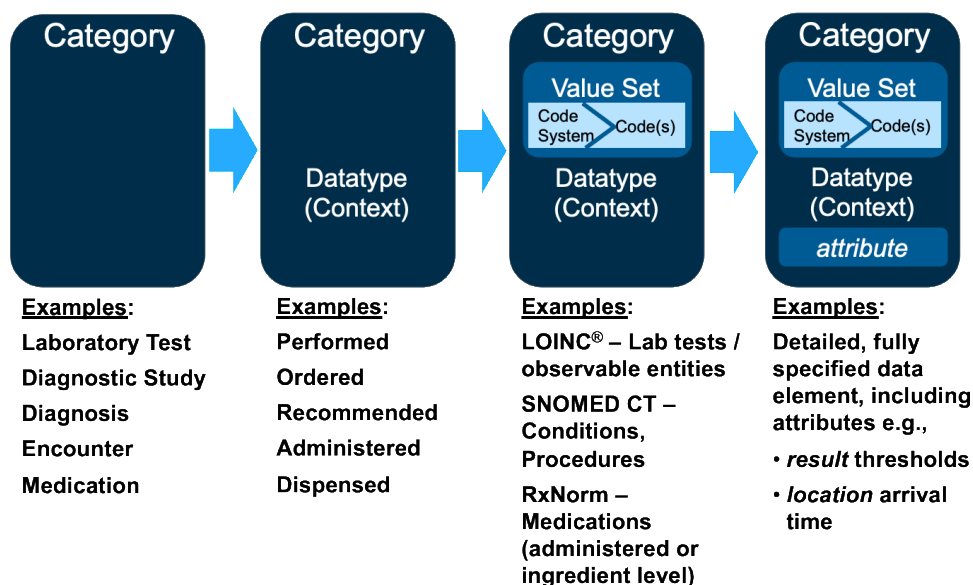 Category
Category
Datatype
(Context)
Category
Value Set
Code
System
Code(s)
Datatype
(Context)
Category
Value Set
Code
System
Code(s)
Datatype
(Context)
attribute
Examples:
Laboratory Test
Diagnostic Study
Diagnosis
Encounter
Medication
Examples:
Performed
Ordered
Recommended
Administered
Dispensed
Examples:
LOINC® – Lab tests /
observable entities
SNOMED CT –
Conditions,
Procedures
RxNorm –
Medications
(administered or
ingredient level)
Examples:
Detailed, fully
specified data
element, including
attributes e.g.,
• result thresholds
• location arrival
time